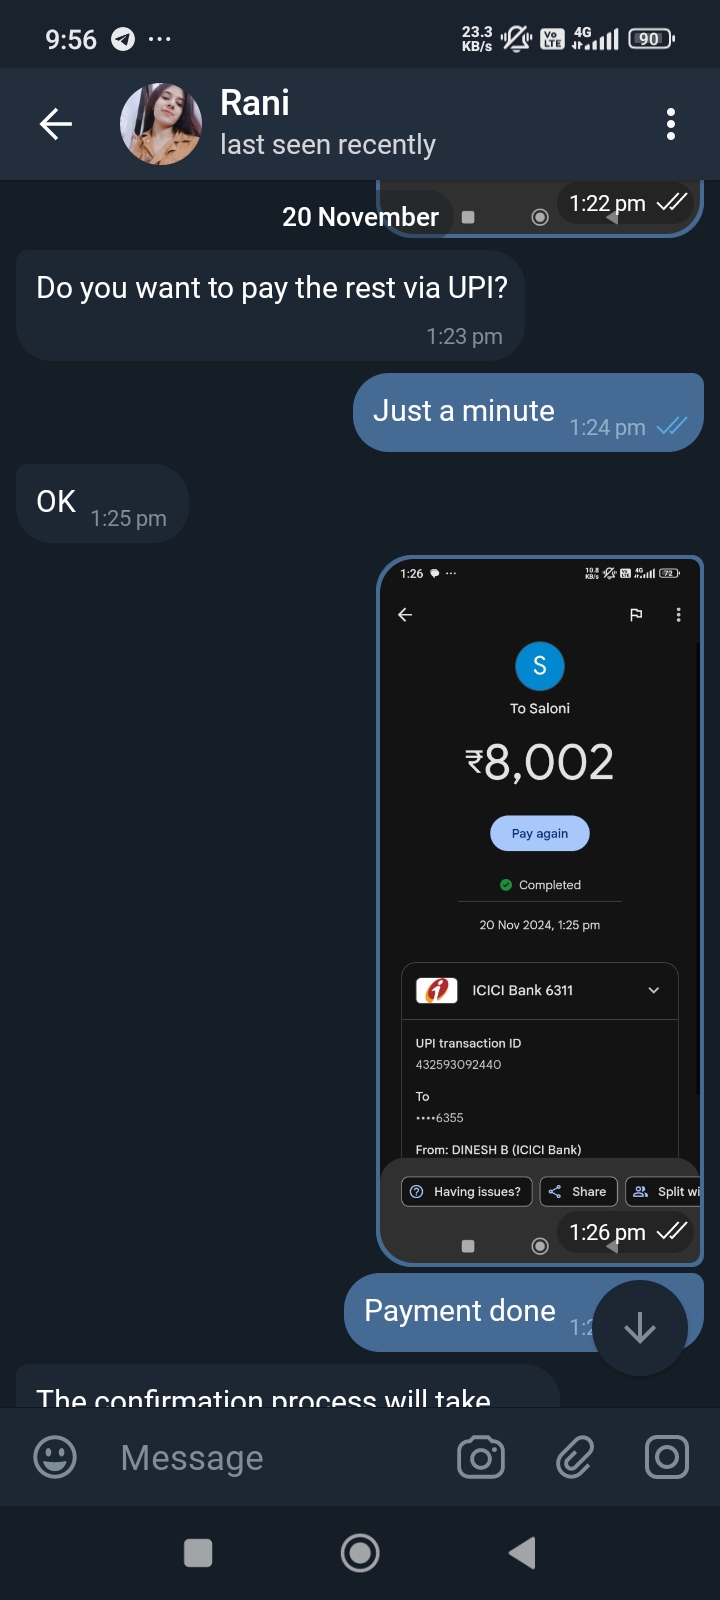 9:56 ...
23.3 KB/s
Vo LTE
4G
90
Rani
last seen recently
1:22 pm
20 November
Do you want to pay the rest via UPI?
1:23 pm
Just a minute
1:24 pm
OK
1:25 pm
1:26 ...
10.8 KB/s
4G
72
S
To Saloni
₹8,002
Pay again
Completed
20 Nov 2024, 1:25 pm
ICICI Bank 6311
UPI transaction ID
432593092440
To
••••6355
From: DINESH B (ICICI Bank)
Having issues?
Share
Split wi
1:26 pm
Payment done
1:2
The confirmation process will take
Message